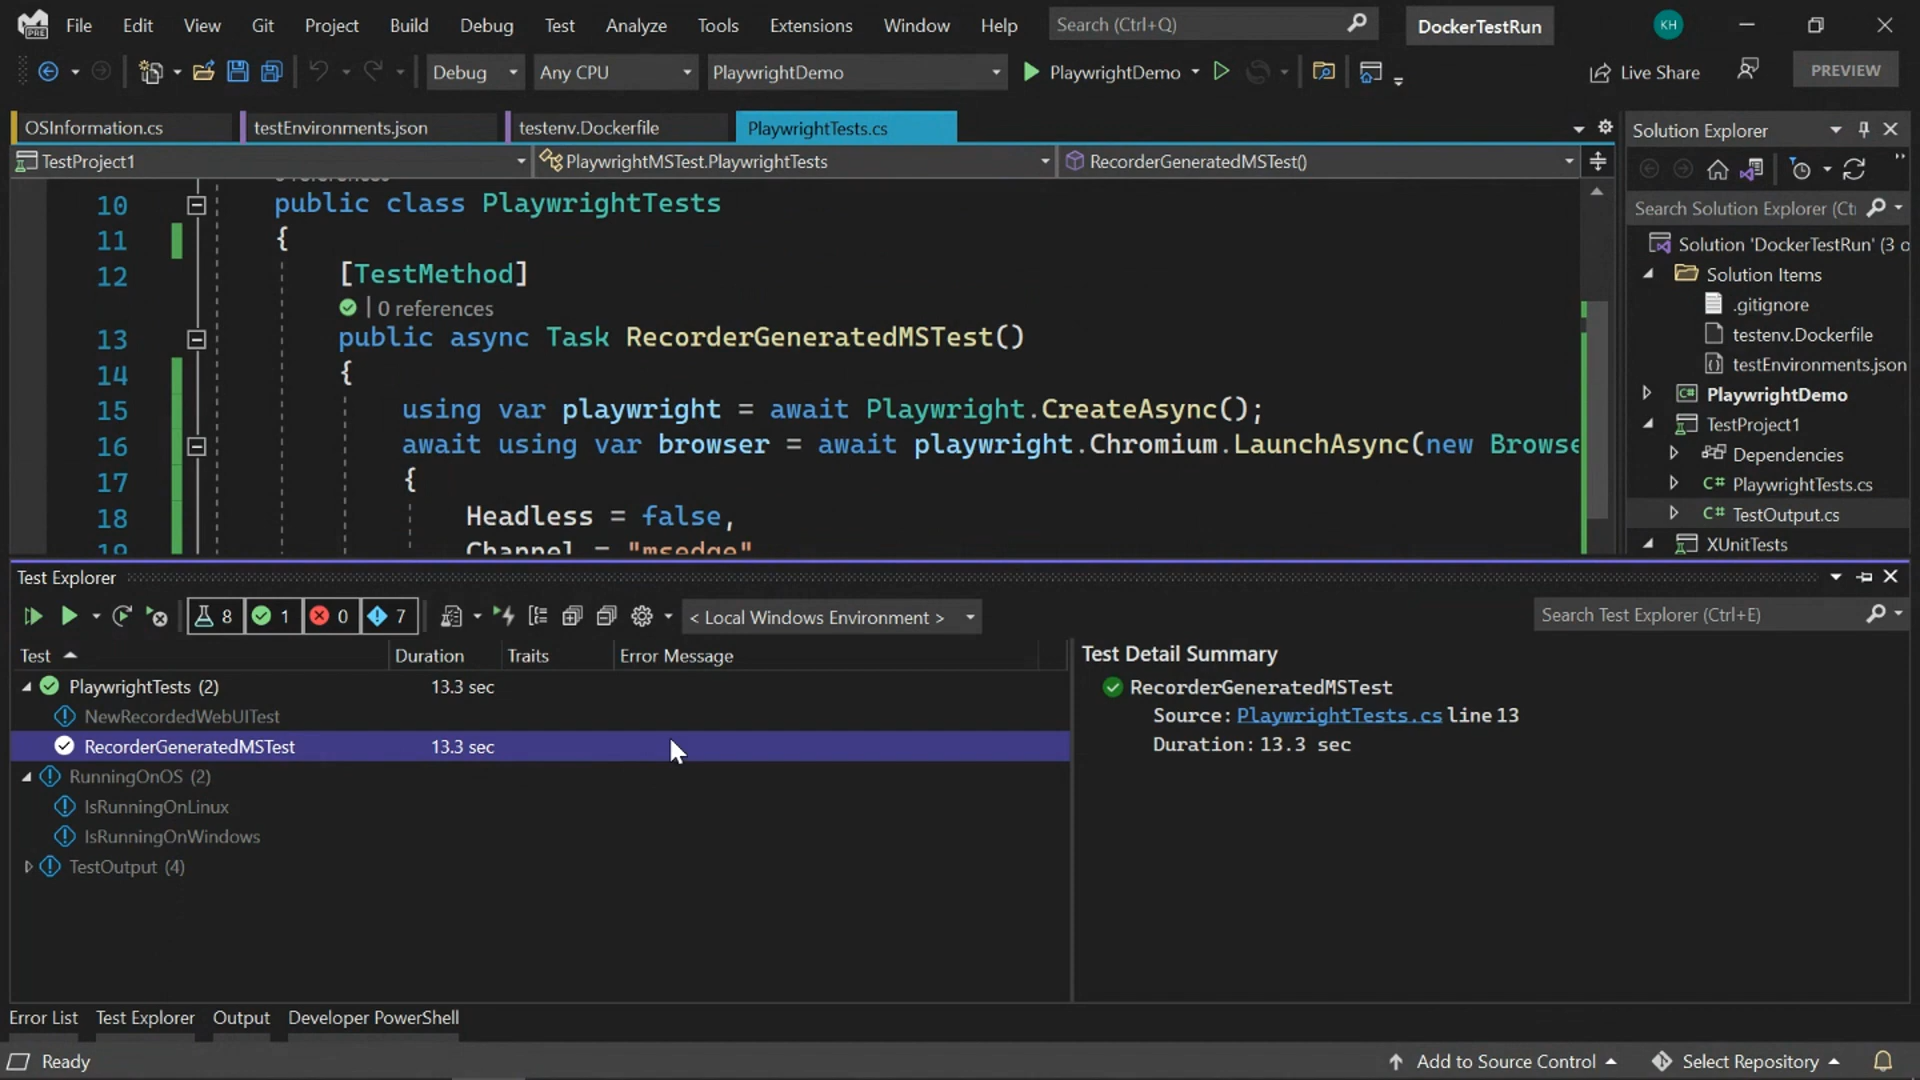 File Edit View Git Project Build Debug Test Analyze Tools Extensions Window Help Search (Ctrl+Q) DockerTestRun KH
PRE
Debug Any CPU PlaywrightDemo PlaywrightDemo Live Share PREVIEW
OSInformation.cs testEnvironments.json testenv.Dockerfile PlaywrightTests.cs
TestProject1 PlaywrightMSTest.PlaywrightTests RecorderGeneratedMSTest()
10 public class PlaywrightTests
11 {
12 [TestMethod]
0 references
13 public async Task RecorderGeneratedMSTest()
14 {
15 using var playwright = await Playwright.CreateAsync();
16 await using var browser = await playwright.Chromium.LaunchAsync(new Browse
17 {
18 Headless = false,
19 Channel = "msedge"
Solution Explorer
Search Solution Explorer (Ct
Solution 'DockerTestRun' (3 o
Solution Items
.gitignore
testenv.Dockerfile
testEnvironments.json
PlaywrightDemo
TestProject1
Dependencies
C# PlaywrightTests.cs
C# TestOutput.cs
XUnitTests
Test Explorer
8 1 0 7 < Local Windows Environment > Search Test Explorer (Ctrl+E)
Test Duration Traits Error Message
PlaywrightTests (2) 13.3 sec
NewRecordedWebUITest
RecorderGeneratedMSTest 13.3 sec
RunningOnOS (2)
IsRunningOnLinux
IsRunningOnWindows
TestOutput (4)
Test Detail Summary
RecorderGeneratedMSTest
Source: PlaywrightTests.cs line 13
Duration: 13.3 sec
Error List Test Explorer Output Developer PowerShell
Ready Add to Source Control Select Repository